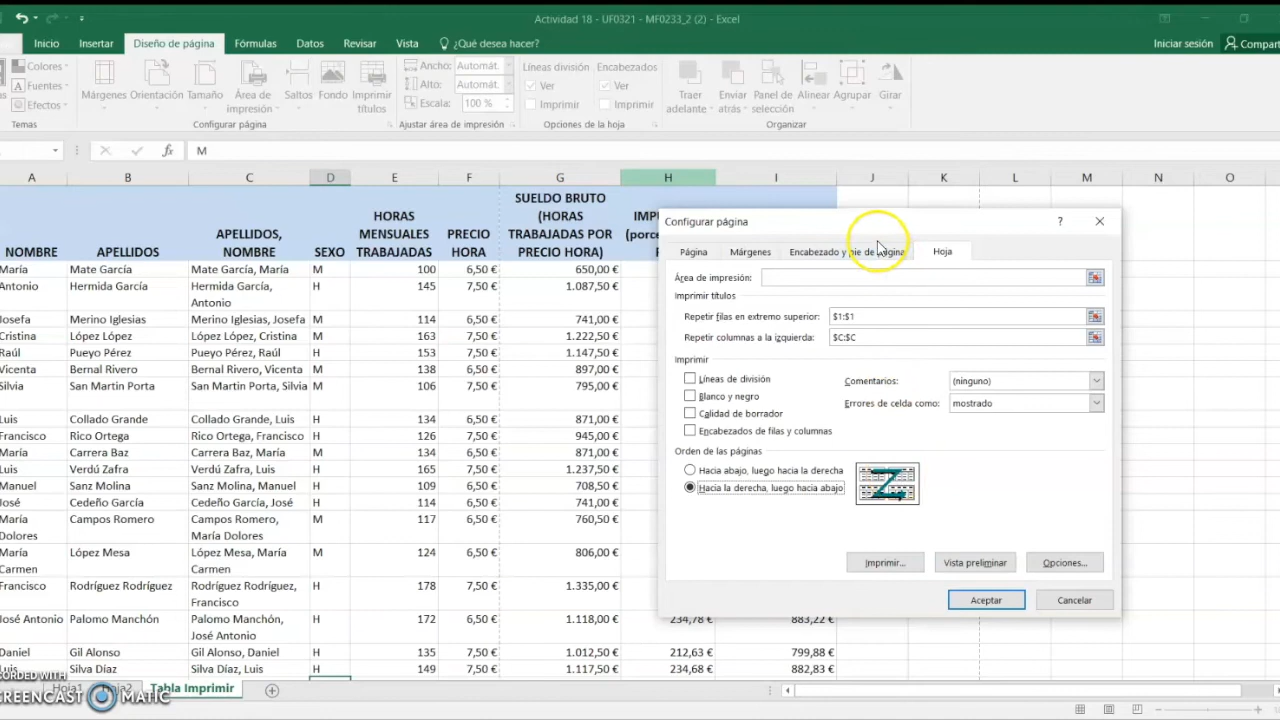 Actividad 18 - UF0321 - MF0233_2 (2) - Excel
Inicio Insertar Diseño de página Fórmulas Datos Revisar Vista ¿Qué desea hacer? Iniciar sesión Compart
Colores Ancho: Automát. Líneas división Encabezados
Fuentes Alto: Automát. Ver Ver
Efectos Escala: 100 % Imprimir Imprimir
Márgenes Orientación Tamaño Área de impresión Saltos Fondo Imprimir títulos
Traer adelante Enviar atrás Panel de selección Alinear Agrupar Girar
Temas Configurar página Ajustar área de impresión Opciones de la hoja Organizar
fx M
A B C D E F G H I J K L M N O
NOMBRE APELLIDOS APELLIDOS, NOMBRE SEXO HORAS MENSUALES TRABAJADAS PRECIO HORA SUELDO BRUTO (HORAS TRABAJADAS POR PRECIO HORA)
María Mate García Mate García, María M 100 6,50 € 650,00 €
Antonio Hermida García Hermida García, Antonio H 145 7,50 € 1.087,50 €
Josefa Merino Iglesias Merino Iglesias, Josefa M 114 6,50 € 741,00 €
Cristina López López López López, Cristina M 163 7,50 € 1.222,50 €
Raúl Pueyo Pérez Pueyo Pérez, Raúl H 153 7,50 € 1.147,50 €
Vicenta Bernal Rivero Bernal Rivero, Vicenta M 138 6,50 € 897,00 €
Silvia San Martin Porta San Martin Porta, Silvia M 106 7,50 € 795,00 €
Luis Collado Grande Collado Grande, Luis H 134 6,50 € 871,00 €
Francisco Rico Ortega Rico Ortega, Francisco H 126 7,50 € 945,00 €
María Carrera Baz Carrera Baz, María M 134 6,50 € 871,00 €
Luis Verdú Zafra Verdú Zafra, Luis H 165 7,50 € 1.237,50 €
Manuel Sanz Molina Sanz Molina, Manuel H 109 6,50 € 708,50 €
José Cedeño García Cedeño García, José H 114 6,50 € 741,00 €
María Dolores Campos Romero Campos Romero, María Dolores M 117 6,50 € 760,50 €
María Carmen López Mesa López Mesa, María Carmen M 124 6,50 € 806,00 €
Francisco Rodríguez Rodríguez Rodríguez Rodríguez, Francisco H 178 7,50 € 1.335,00 €
José Antonio Palomo Manchón Palomo Manchón, José Antonio H 172 6,50 € 1.118,00 € 234,78 € 883,22 €
Daniel Gil Alonso Gil Alonso, Daniel H 135 7,50 € 1.012,50 € 212,63 € 799,88 €
Luis Silva Díaz Silva Díaz, Luis H 149 7,50 € 1.117,50 € 234,68 € 882,83 €
Configurar página ?
Página Márgenes Encabezado y pie de página Hoja
Área de impresión:
Imprimir títulos
Repetir filas en extremo superior: $1:$1
Repetir columnas a la izquierda: $C:$C
Imprimir
Líneas de división
Blanco y negro
Calidad de borrador
Encabezados de filas y columnas
Comentarios: (ninguno)
Errores de celda como: mostrado
Orden de las páginas
Hacia abajo, luego hacia la derecha
Hacia la derecha, luego hacia abajo
Imprimir... Vista preliminar Opciones...
Aceptar Cancelar
Tabla Imprimir
SCREENCAST MATIC